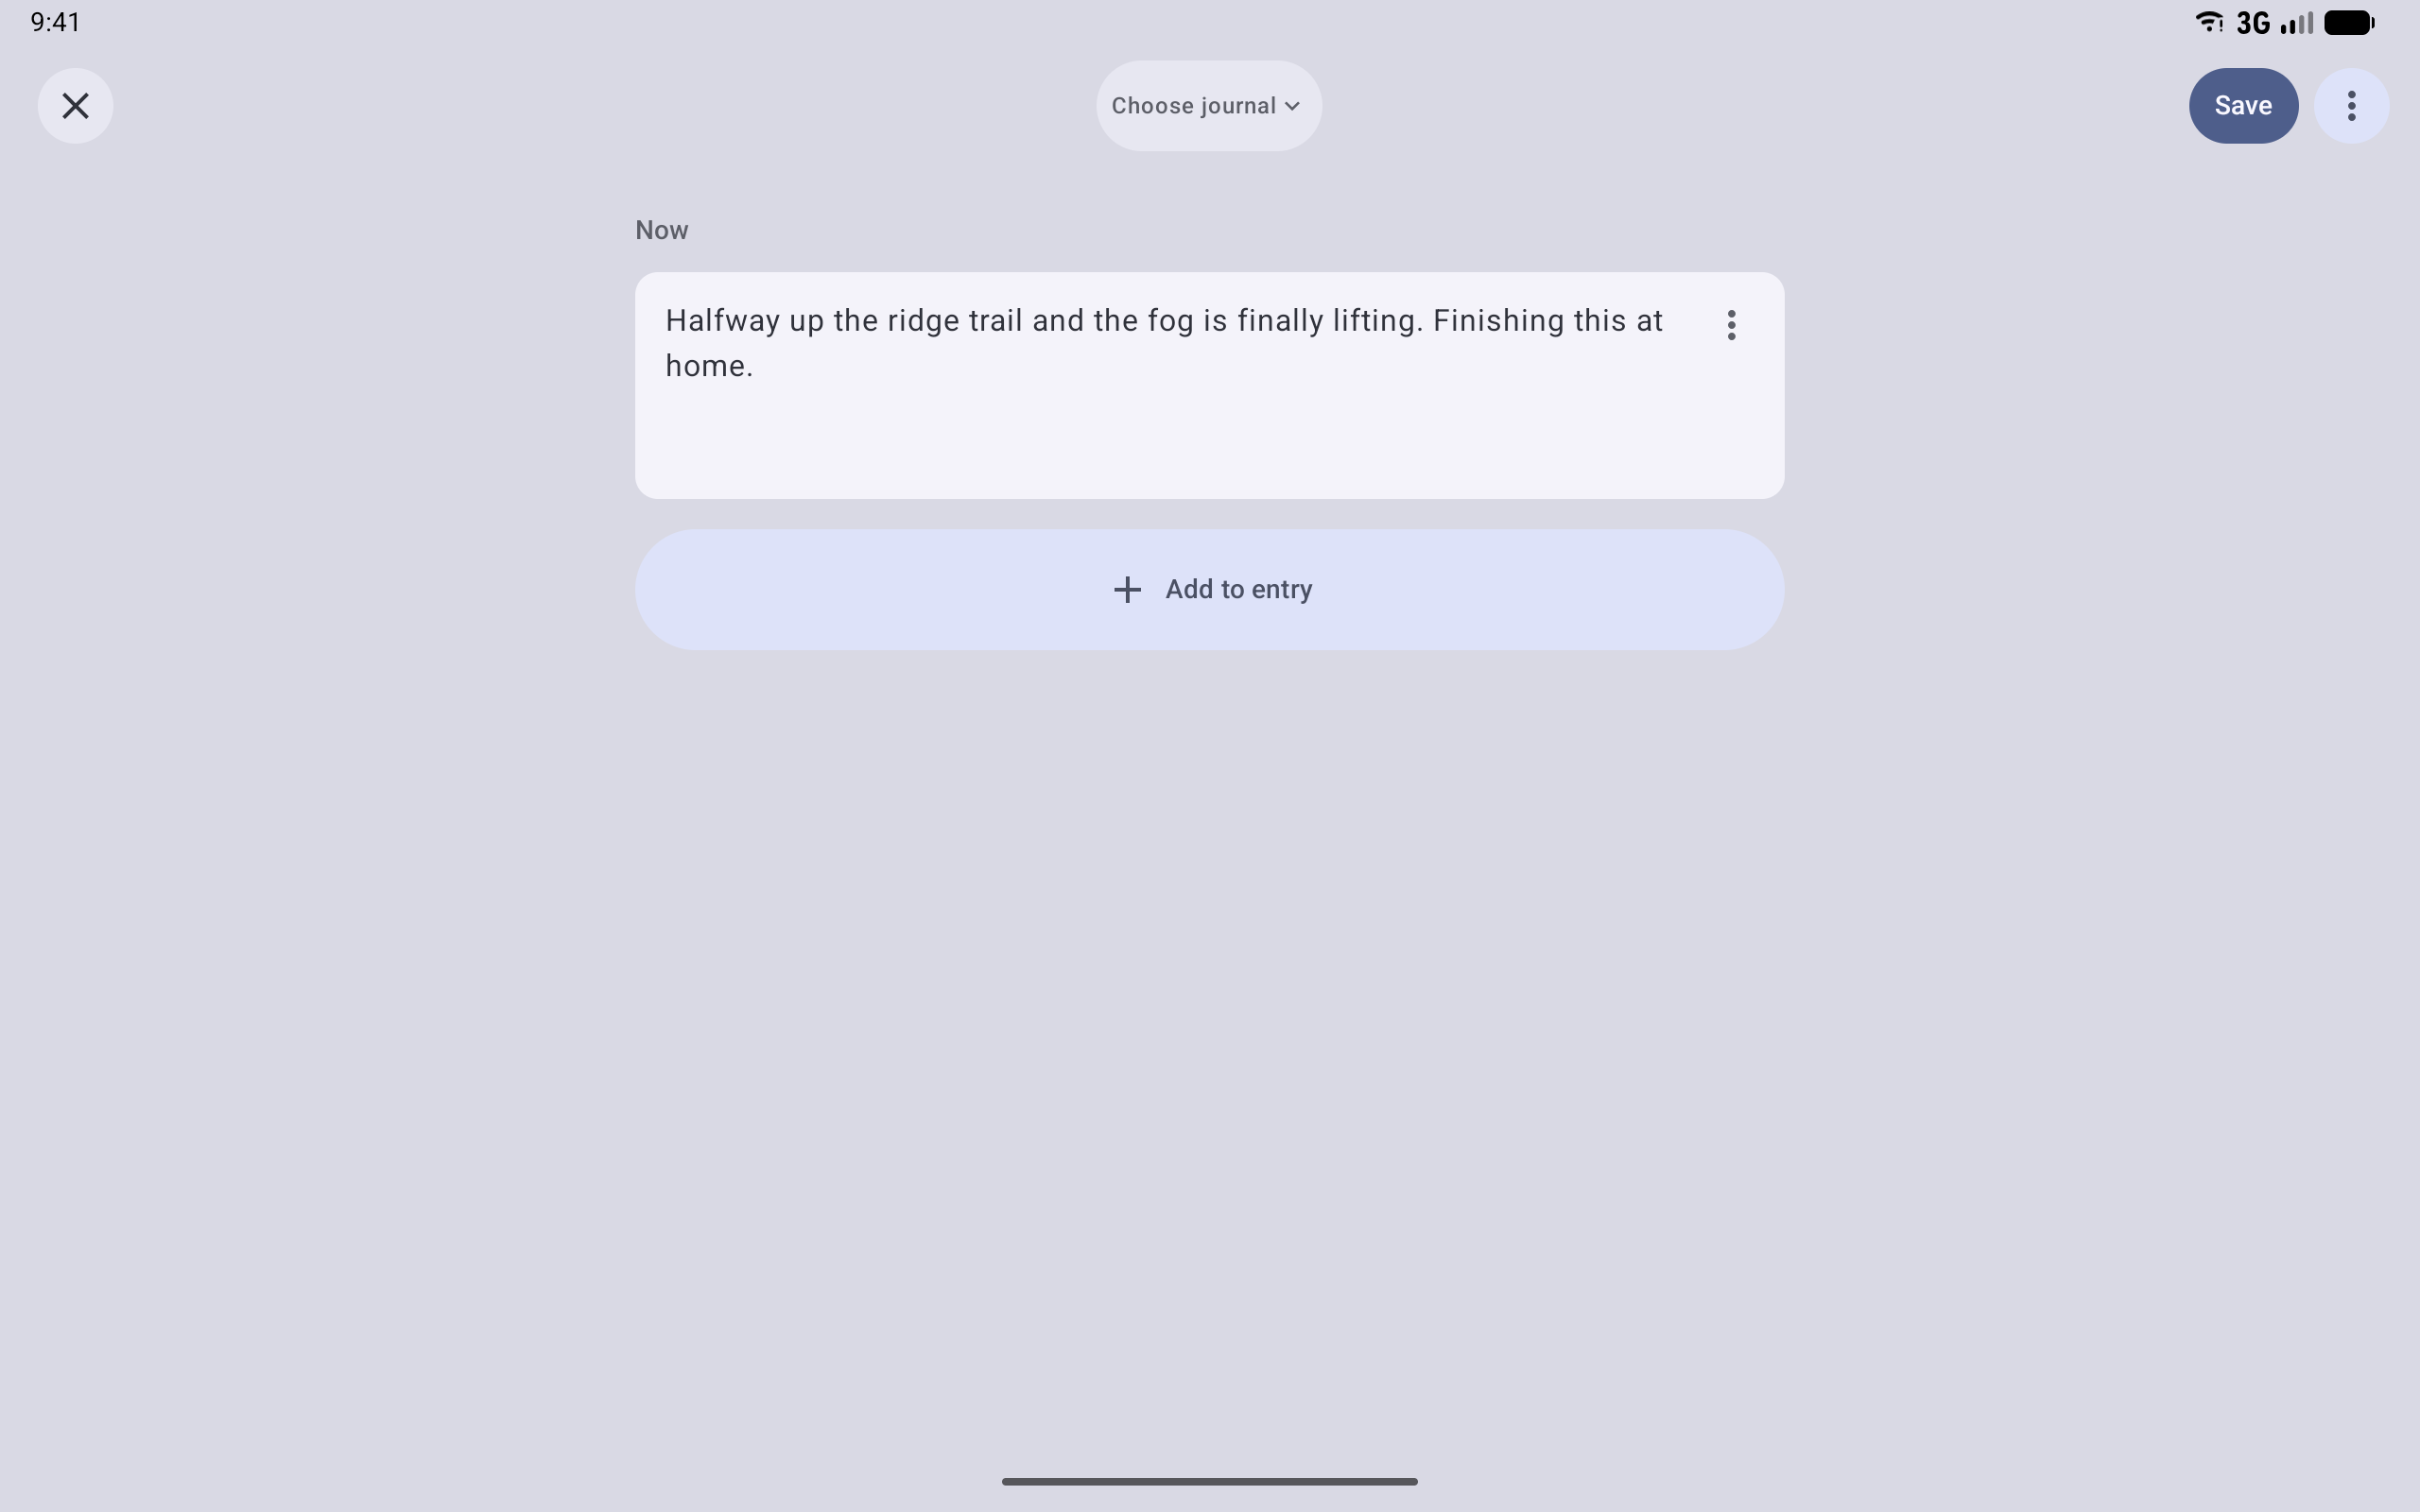 9:41
3G
Choose journal
Save
Now
Halfway up the ridge trail and the fog is finally lifting. Finishing this at
home.
Add to entry